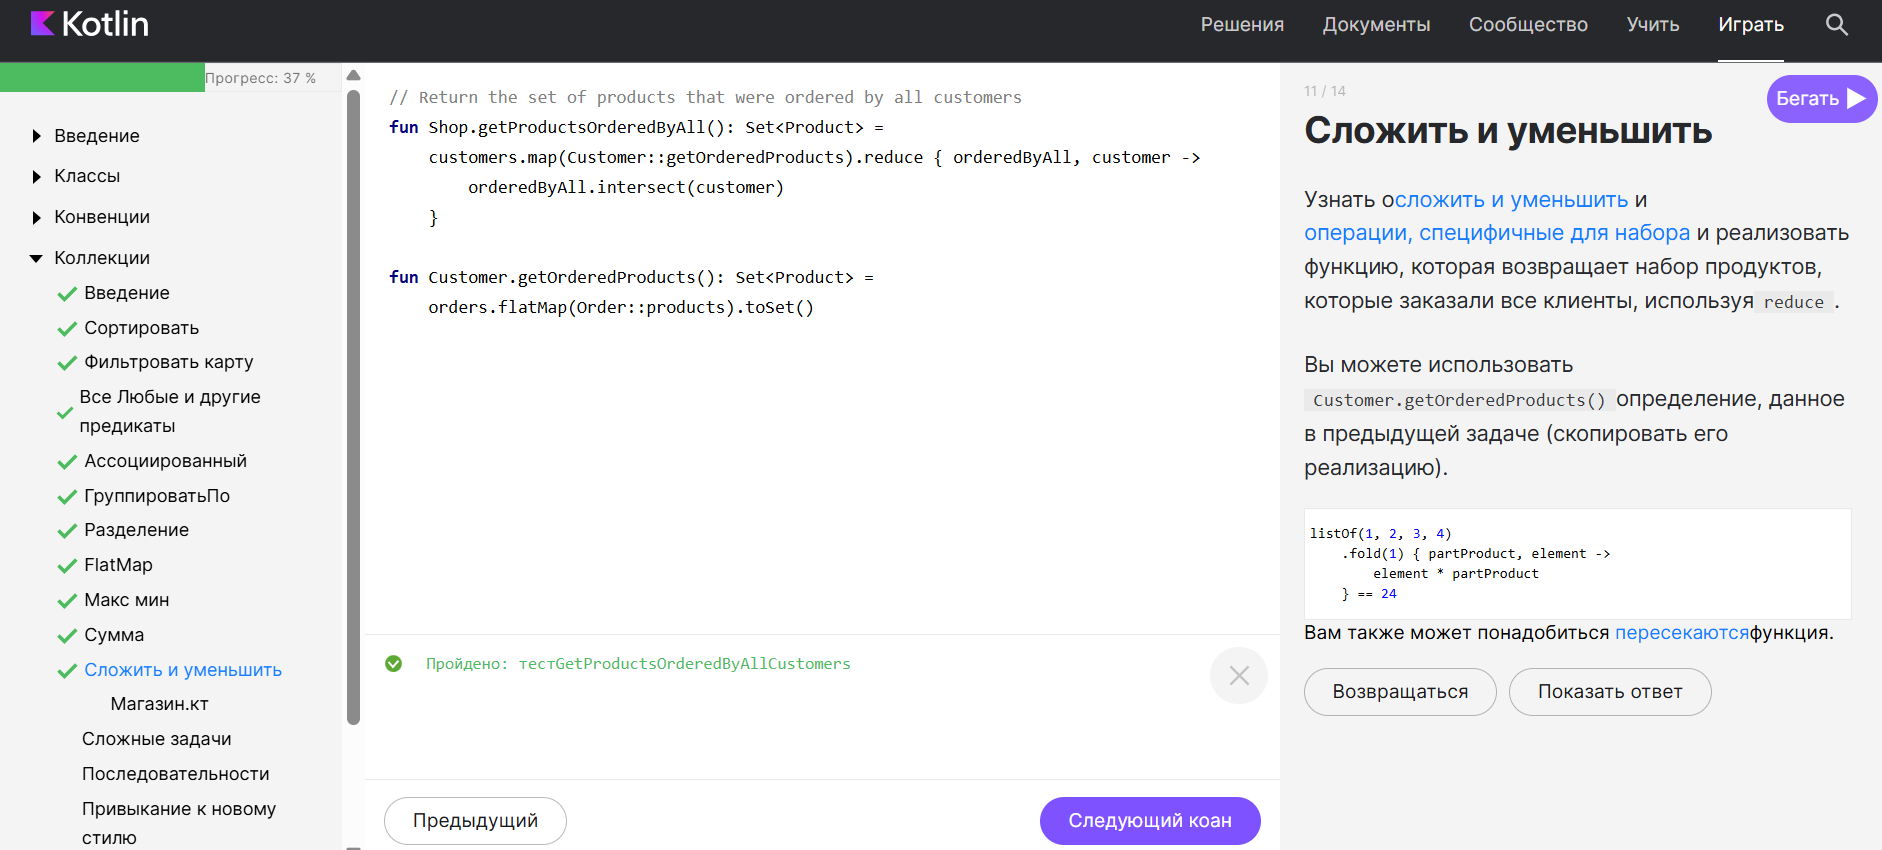 Kotlin
Решения
Документы
Сообщество
Учить
Играть
Прогресс: 37 %
Введение
Классы
Конвенции
Коллекции
Введение
Сортировать
Фильтровать карту
Все Любые и другие
предикаты
Ассоциированный
ГруппироватьПо
Разделение
FlatMap
Макс мин
Сумма
Сложить и уменьшить
Магазин.кт
Сложные задачи
Последовательности
Привыкание к новому
стилю
// Return the set of products that were ordered by all customers
fun Shop.getProductsOrderedByAll(): Set<Product> =
customers.map(Customer::getOrderedProducts).reduce { orderedByAll, customer ->
orderedByAll.intersect(customer)
}
fun Customer.getOrderedProducts(): Set<Product> =
orders.flatMap(Order::products).toSet()
Пройдено: тестGetProductsOrderedByAllCustomers
Предыдущий
Следующий коан
11 / 14
Бегать
Сложить и уменьшить
Узнать осложить и уменьшить и
операции, специфичные для набора и реализовать
функцию, которая возвращает набор продуктов,
которые заказали все клиенты, используя reduce .
Вы можете использовать
Customer.getOrderedProducts() определение, данное
в предыдущей задаче (скопировать его
реализацию).
listOf(1, 2, 3, 4)
.fold(1) { partProduct, element ->
element * partProduct
} == 24
Вам также может понадобиться пересекаютсяфункция.
Возвращаться
Показать ответ